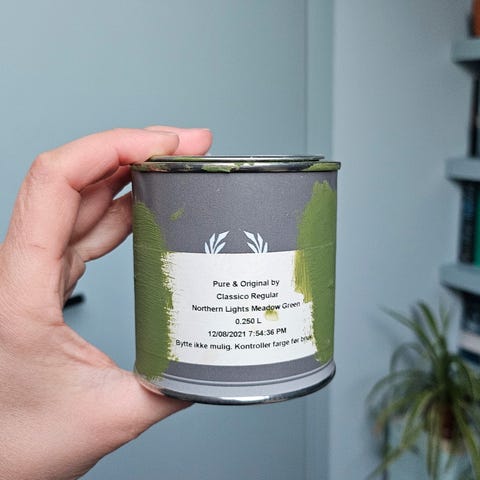 Pure & Original by
Classico Regular
Northern Lights Meadow Green
0.250 L
12/08/2021 7:54:36 PM
Bytte ikke mulig. Kontroller farge før bruk